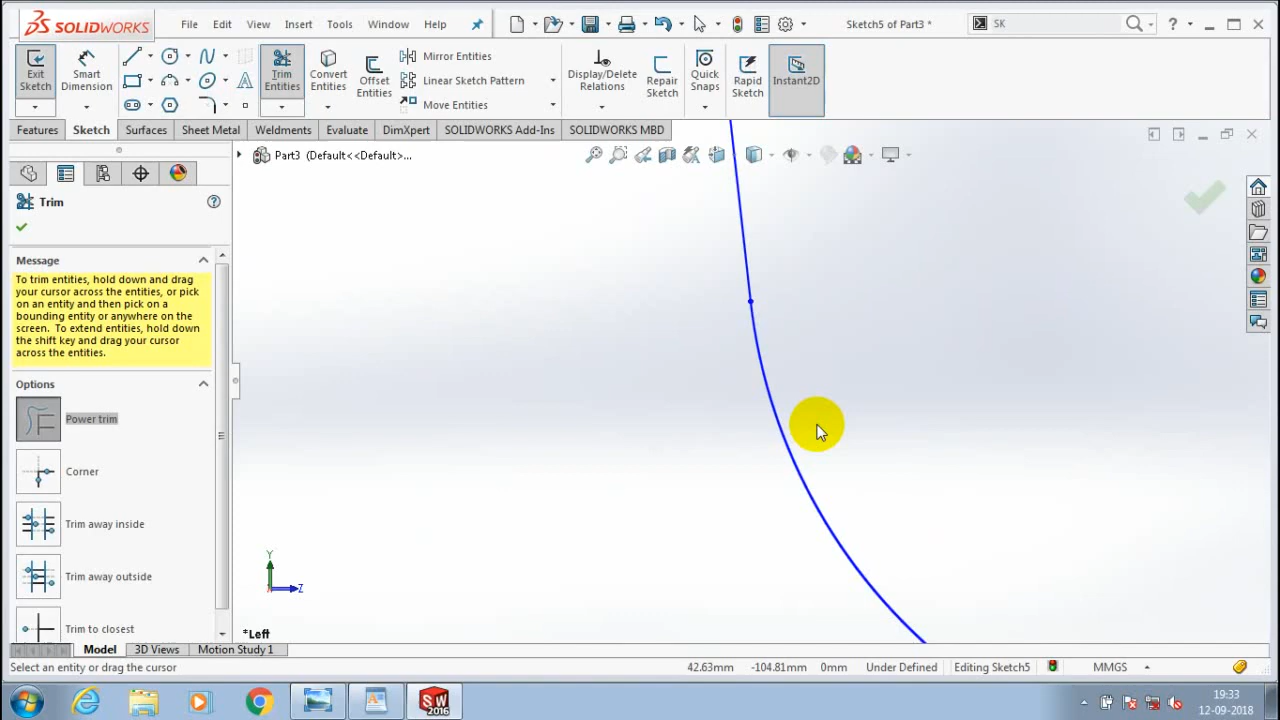 SOLIDWORKS File Edit View Insert Tools Window Help Sketch5 of Part3 * SK ?
Exit Sketch
Smart Dimension
Trim Entities
Convert Entities
Offset Entities
Mirror Entities
Linear Sketch Pattern
Move Entities
Display/Delete Relations
Repair Sketch
Quick Snaps
Rapid Sketch
Instant2D
Features Sketch Surfaces Sheet Metal Weldments Evaluate DimXpert SOLIDWORKS Add-Ins SOLIDWORKS MBD
Part3 (Default<<Default>...
Trim
Message
To trim entities, hold down and drag
your cursor across the entities, or pick
on an entity and then pick on a
bounding entity or anywhere on the
screen. To extend entities, hold down
the shift key and drag your cursor
across the entities.
Options
Power trim
Corner
Trim away inside
Trim away outside
Trim to closest
Y
Z
*Left
Model 3D Views Motion Study 1
Select an entity or drag the cursor 42.63mm -104.81mm 0mm Under Defined Editing Sketch5 MMGS
SW 2016
19:33
12-09-2018